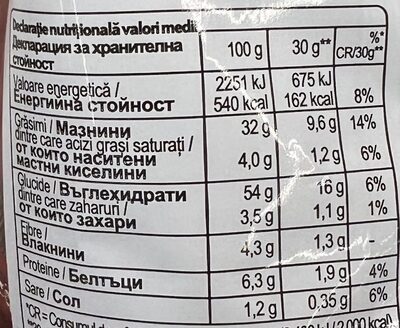 Declarație nutrițională valori medii
Декларация за хранителна
стойност
100 g
30 g**
%*
CR/30g**
Valoare energetică /
Енергийна стойност
2251 kJ
540 kcal
675 kJ
162 kcal
8%
Grăsimi / Мазнини
32 g
9,6 g
14%
dintre care acizi grași saturați /
от които наситени
мастни киселини
4,0 g
1,2 g
6%
Glucide / Въглехидрати
54 g
16 g
6%
dintre care zaharuri /
от които захари
3,5 g
1,1 g
1%
Fibre /
Влакнини
4,3 g
1,3 g
-
Proteine / Белтъци
6,3 g
1,9 g
4%
Sare / Сол
1,2 g
0,35 g
6%
*CR = Consumul de
kJ / 2 000 kcal)